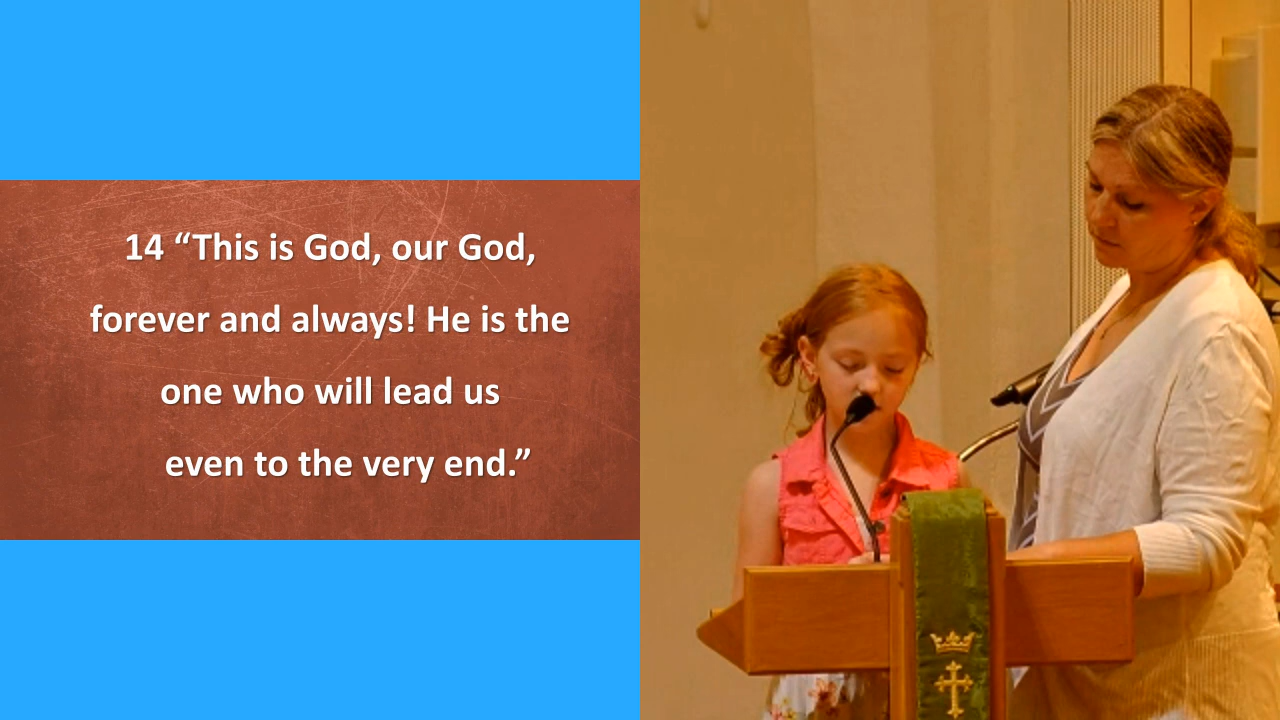 14 “This is God, our God,
forever and always! He is the
one who will lead us
even to the very end.”